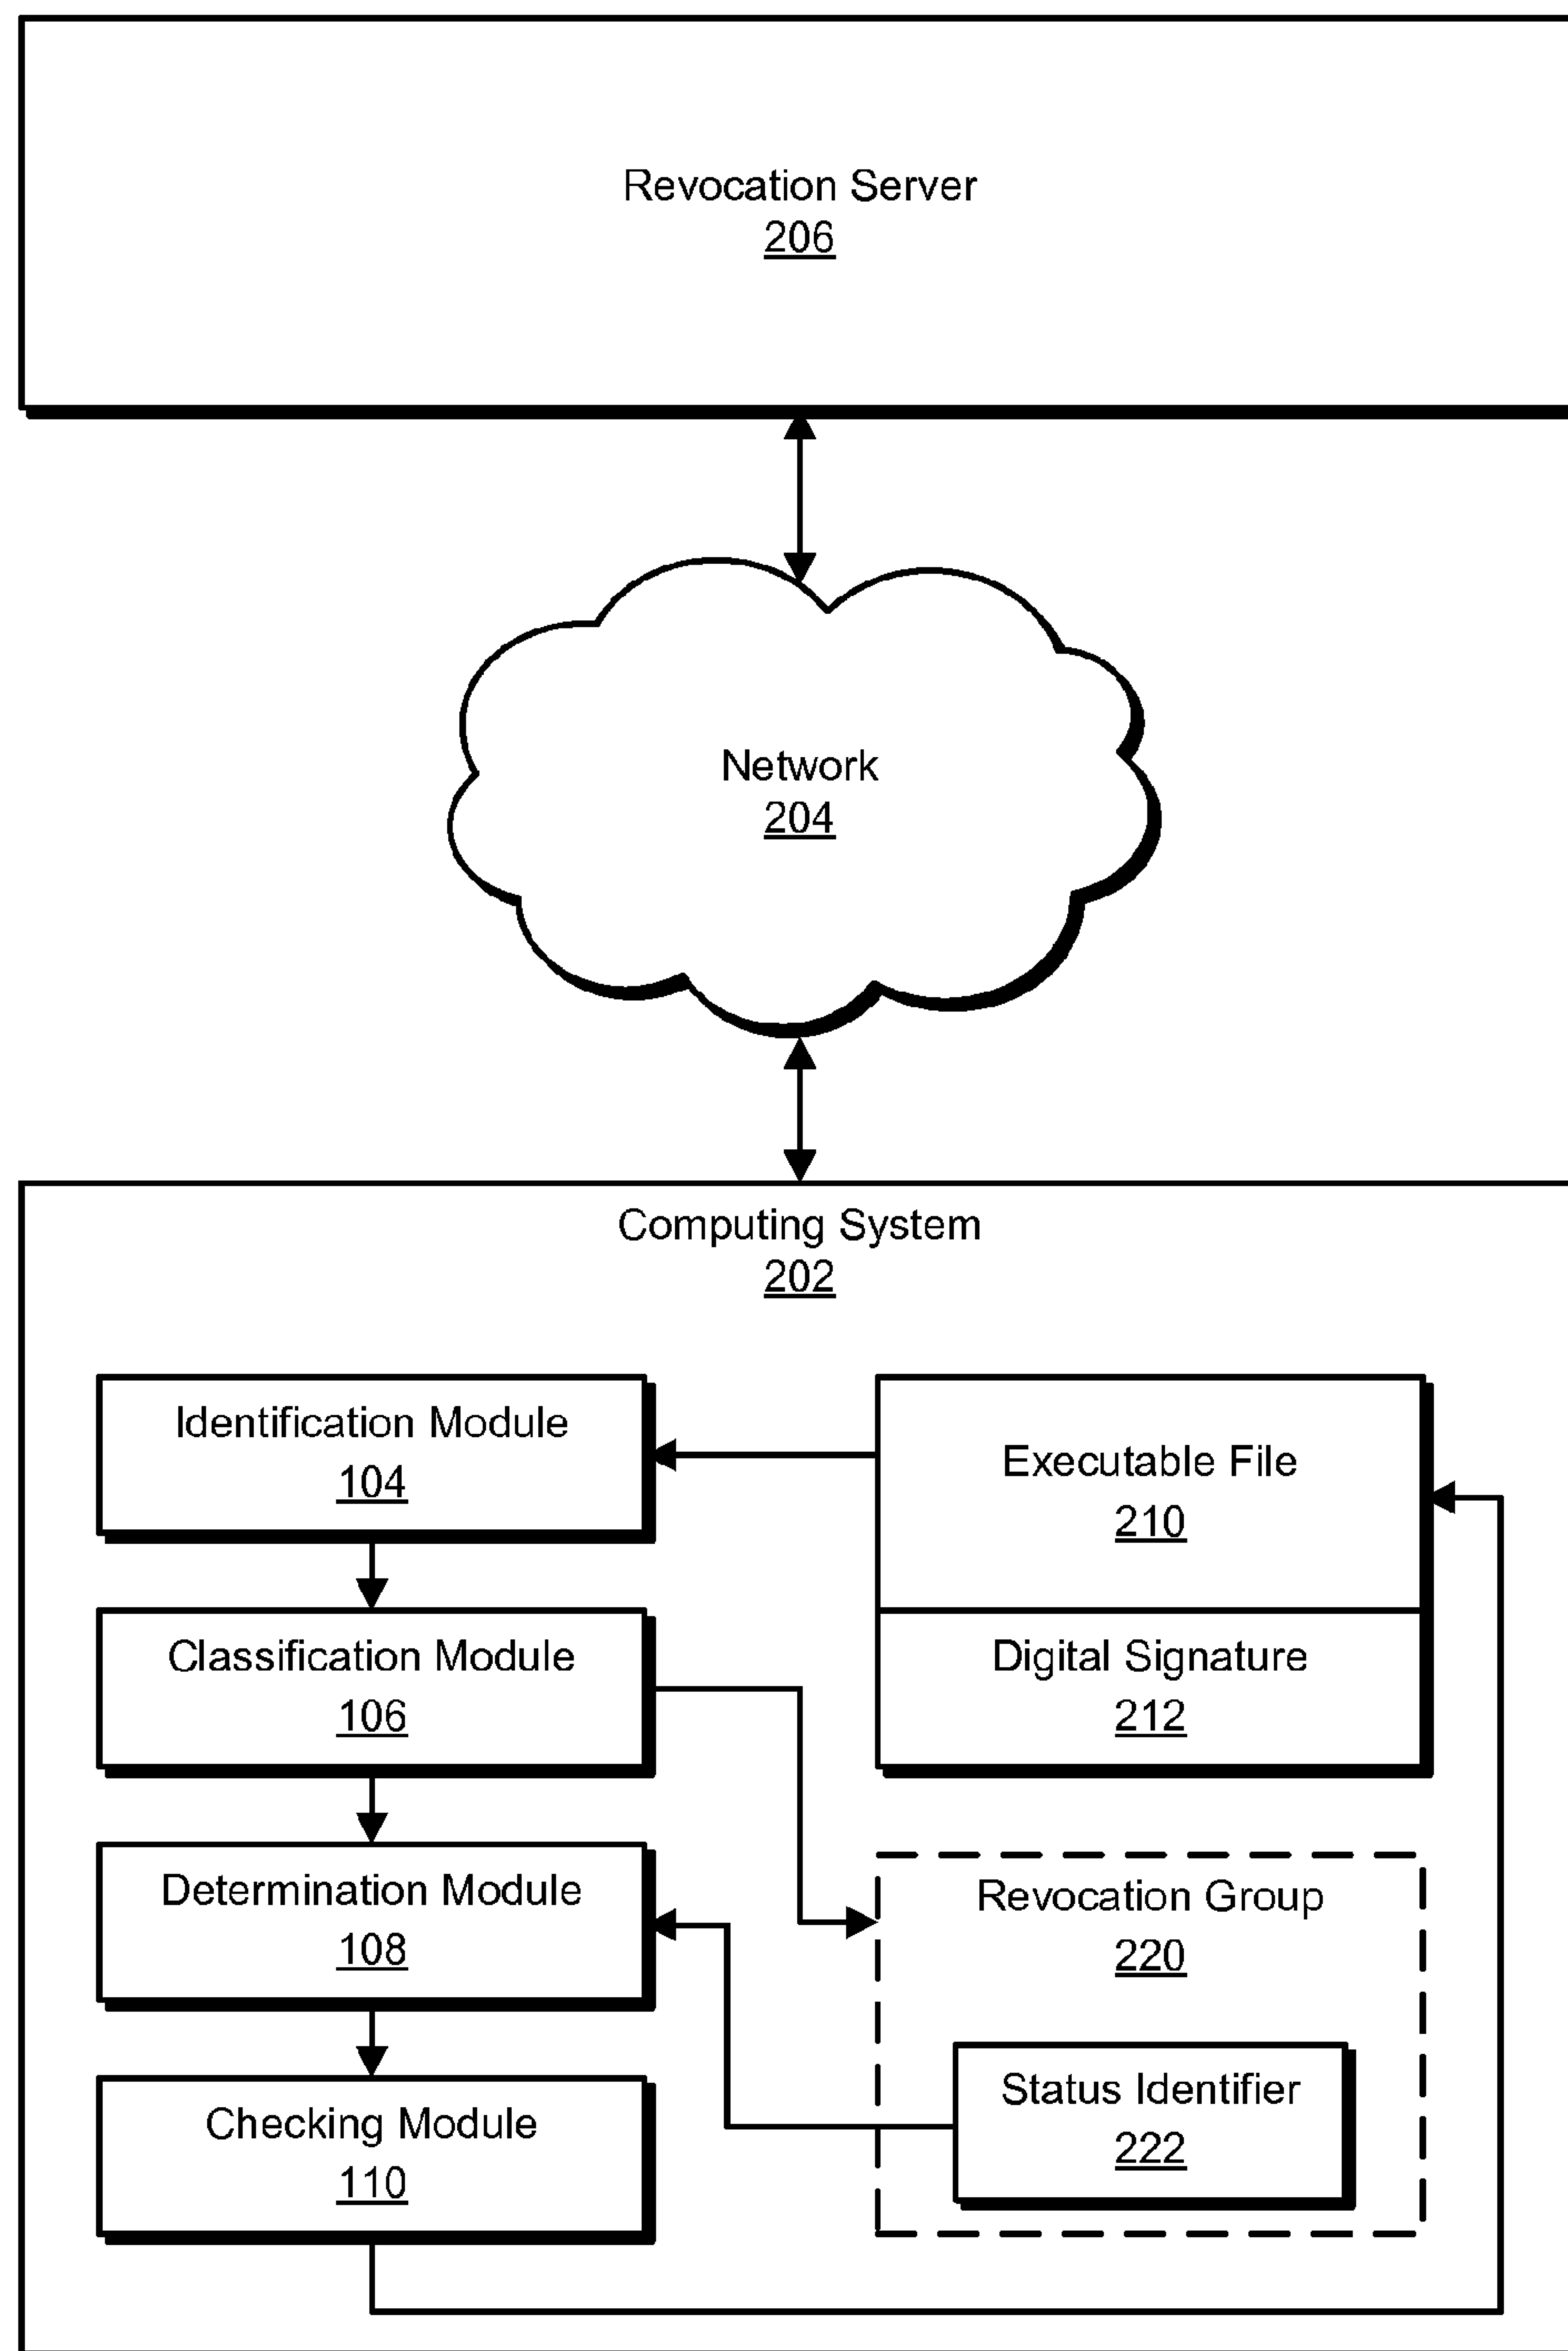 Revocation Server
206
Network
204
Computing System
202
Identification Module
104
Executable File
210
Classification Module
106
Digital Signature
212
Determination Module
108
Revocation Group
220
Status Identifier
222
Checking Module
110